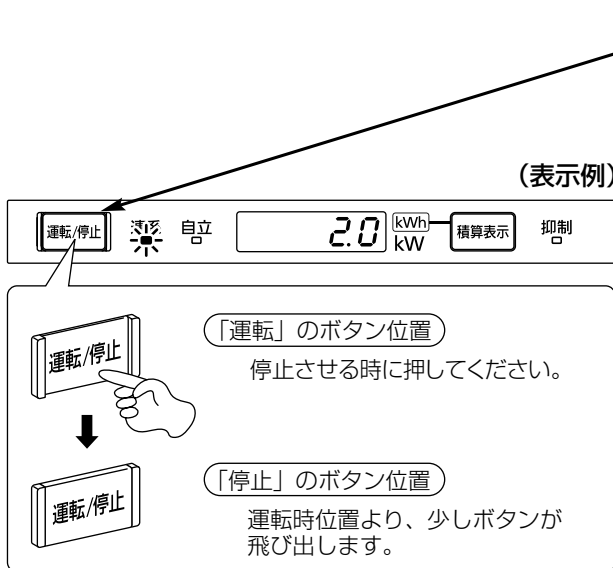 (表示例)
運転/停止 連系 自立 2.0 kWh kW 積算表示 抑制
運転/停止
「運転」のボタン位置
停止させる時に押してください。
運転/停止
「停止」のボタン位置
運転時位置より、少しボタンが
飛び出します。